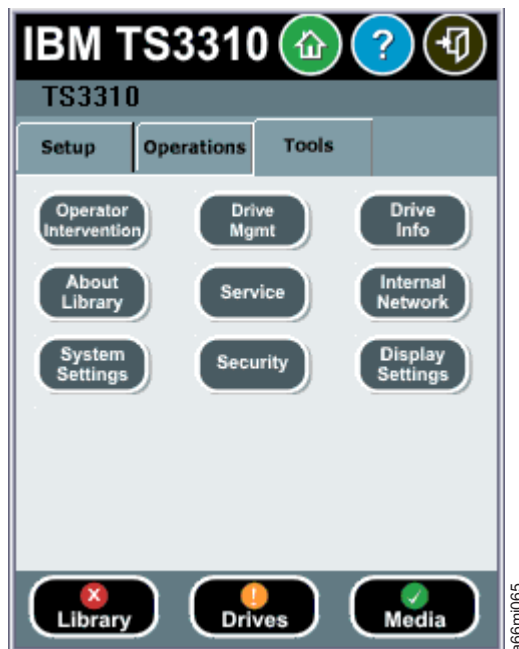 IBM TS3310
?
TS3310
Setup
Operations
Tools
Operator
Intervention
Drive
Mgmt
Drive
Info
About
Library
Service
Internal
Network
System
Settings
Security
Display
Settings
Library
!
Drives
Media
a66mi065